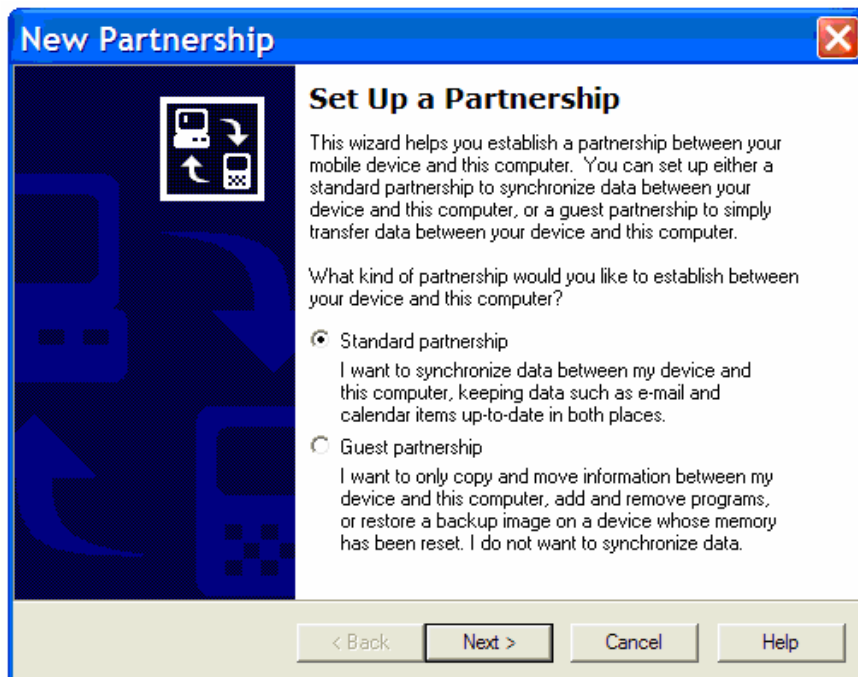 New Partnership
Set Up a Partnership
This wizard helps you establish a partnership between your
mobile device and this computer. You can set up either a
standard partnership to synchronize data between your
device and this computer, or a guest partnership to simply
transfer data between your device and this computer.
What kind of partnership would you like to establish between
your device and this computer?
Standard partnership
I want to synchronize data between my device and
this computer, keeping data such as e-mail and
calendar items up-to-date in both places.
Guest partnership
I want to only copy and move information between my
device and this computer, add and remove programs,
or restore a backup image on a device whose memory
has been reset. I do not want to synchronize data.
< Back Next > Cancel Help